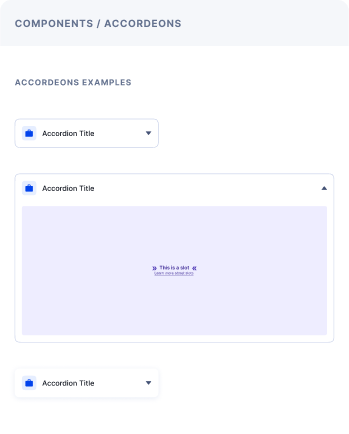 COMPONENTS / ACCORDEONS
ACCORDEONS EXAMPLES
Accordion Title
Accordion Title
This is a slot
Learn more about slots
Accordion Title